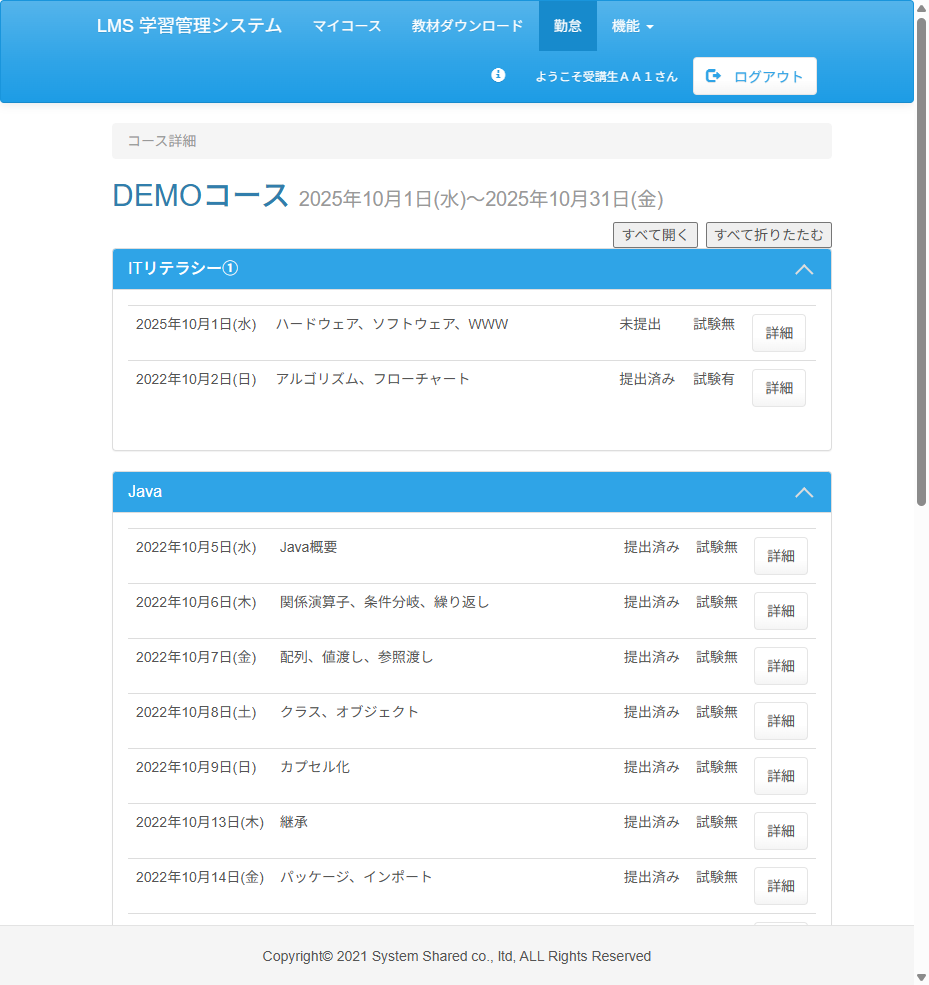 LMS 学習管理システム マイコース 教材ダウンロード 勤怠 機能
ようこそ受講生ＡＡ１さん ログアウト
コース詳細
DEMOコース 2025年10月1日(水)～2025年10月31日(金)
すべて開く すべて折りたたむ
ITリテラシー①
2025年10月1日(水) ハードウェア、ソフトウェア、WWW 未提出 試験無 詳細
2022年10月2日(日) アルゴリズム、フローチャート 提出済み 試験有 詳細
Java
2022年10月5日(水) Java概要 提出済み 試験無 詳細
2022年10月6日(木) 関係演算子、条件分岐、繰り返し 提出済み 試験無 詳細
2022年10月7日(金) 配列、値渡し、参照渡し 提出済み 試験無 詳細
2022年10月8日(土) クラス、オブジェクト 提出済み 試験無 詳細
2022年10月9日(日) カプセル化 提出済み 試験無 詳細
2022年10月13日(木) 継承 提出済み 試験無 詳細
2022年10月14日(金) パッケージ、インポート 提出済み 試験無 詳細
Copyright© 2021 System Shared co., ltd, ALL Rights Reserved